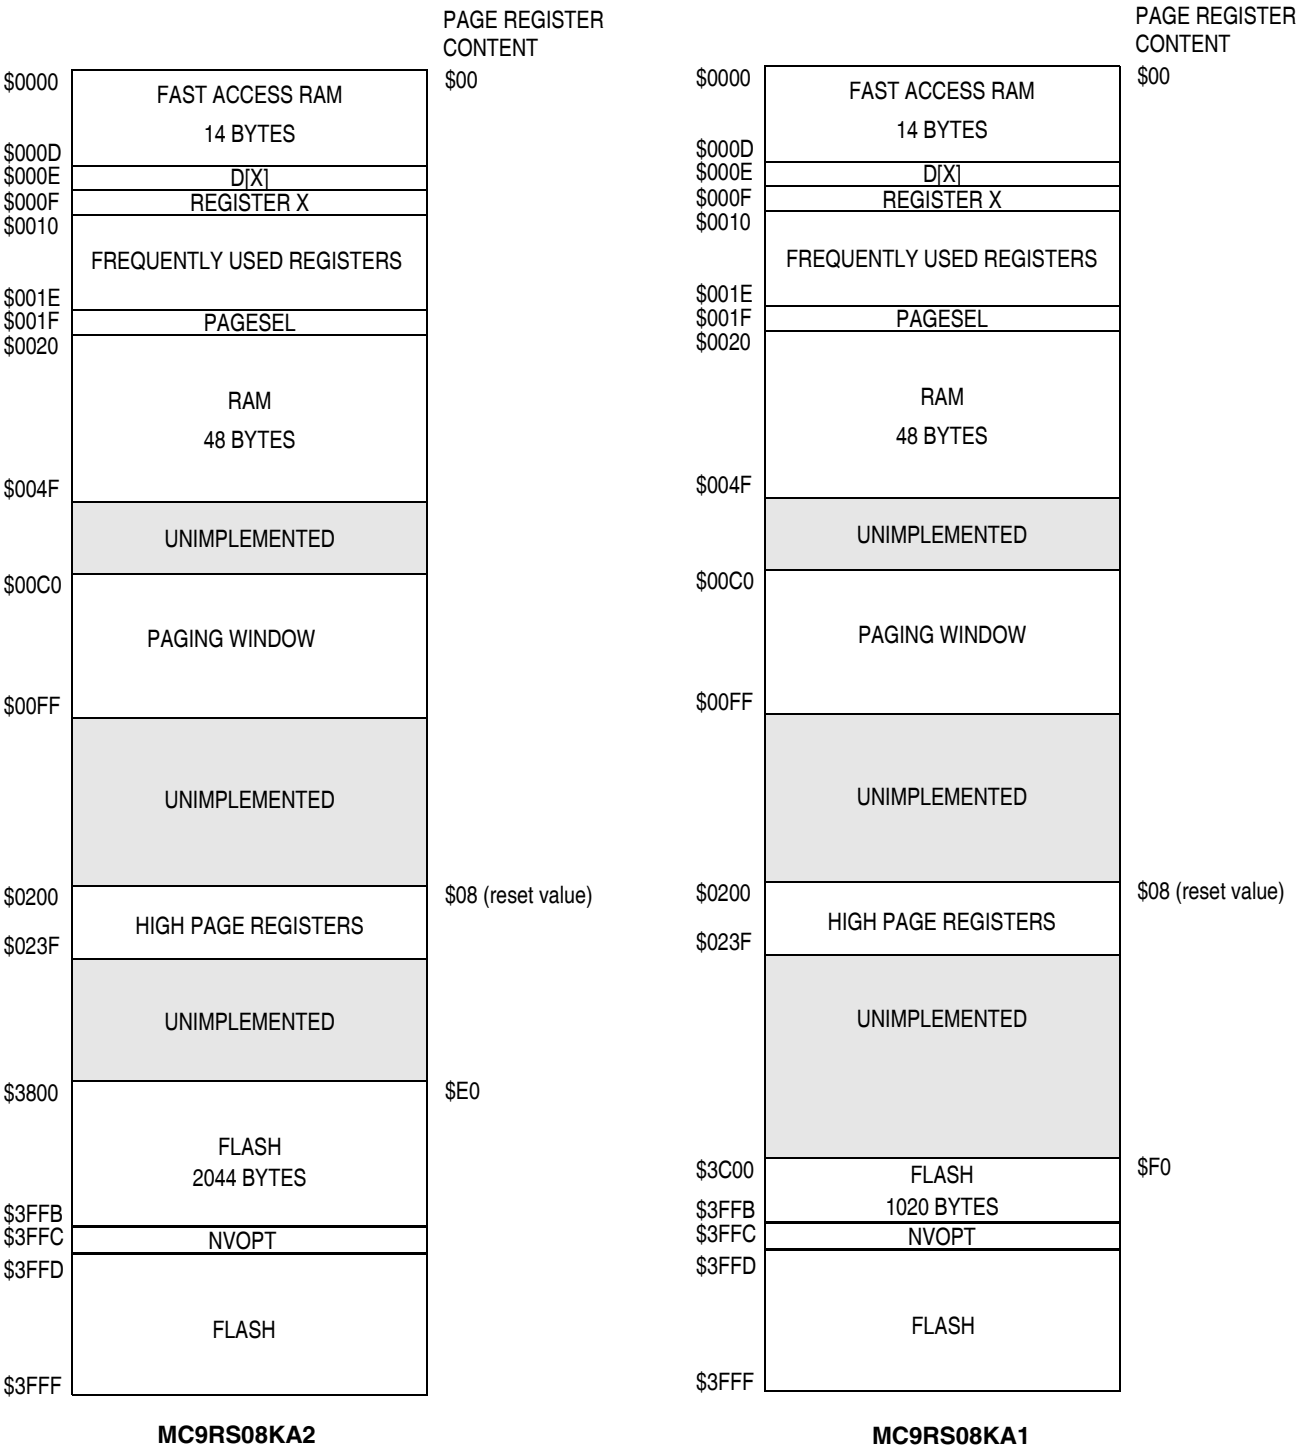 PAGE REGISTER
CONTENT
$0000
FAST ACCESS RAM
$00
14 BYTES
$000D
$000E
D[X]
$000F
REGISTER X
$0010
FREQUENTLY USED REGISTERS
$001E
$001F
PAGESEL
$0020
RAM
48 BYTES
$004F
UNIMPLEMENTED
$00C0
PAGING WINDOW
$00FF
UNIMPLEMENTED
$0200
$08 (reset value)
HIGH PAGE REGISTERS
$023F
UNIMPLEMENTED
$3800
$E0
FLASH
2044 BYTES
$3FFB
$3FFC
NVOPT
$3FFD
FLASH
$3FFF
MC9RS08KA2
PAGE REGISTER
CONTENT
$0000
FAST ACCESS RAM
$00
14 BYTES
$000D
$000E
D[X]
$000F
REGISTER X
$0010
FREQUENTLY USED REGISTERS
$001E
$001F
PAGESEL
$0020
RAM
48 BYTES
$004F
UNIMPLEMENTED
$00C0
PAGING WINDOW
$00FF
UNIMPLEMENTED
$0200
$08 (reset value)
HIGH PAGE REGISTERS
$023F
UNIMPLEMENTED
$3C00
$F0
FLASH
1020 BYTES
$3FFB
$3FFC
NVOPT
$3FFD
FLASH
$3FFF
MC9RS08KA1